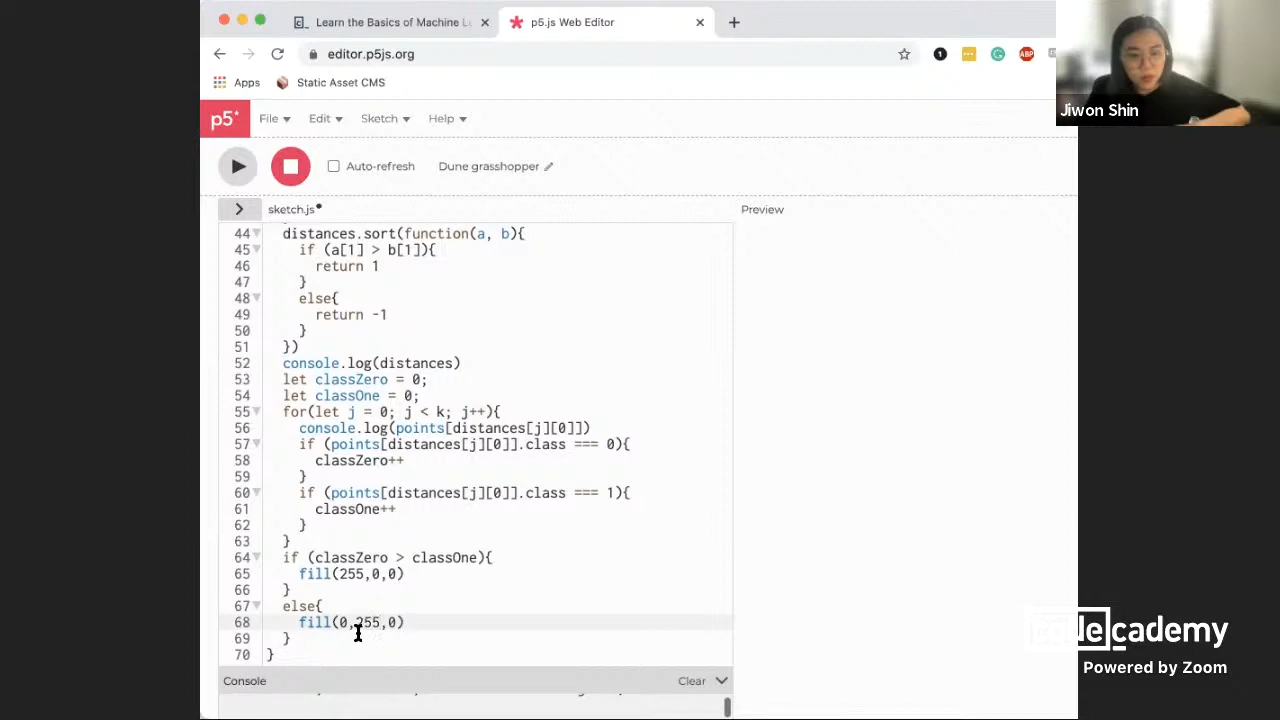 Learn the Basics of Machine Le
p5.js Web Editor
editor.p5js.org
1
ABP
Apps
Static Asset CMS
Jiwon Shin
p5*
File
Edit
Sketch
Help
Auto-refresh
Dune grasshopper
sketch.js
Preview
44 distances.sort(function(a, b){
45 if (a[1] > b[1]){
46 return 1
47 }
48 else{
49 return -1
50 }
51 })
52 console.log(distances)
53 let classZero = 0;
54 let classOne = 0;
55 for(let j = 0; j < k; j++){
56 console.log(points[distances[j][0]])
57 if (points[distances[j][0]].class === 0){
58 classZero++
59 }
60 if (points[distances[j][0]].class === 1){
61 classOne++
62 }
63 }
64 if (classZero > classOne){
65 fill(255,0,0)
66 }
67 else{
68 fill(0,255,0)
69 }
70 }
codecademy
Powered by Zoom
Console
Clear